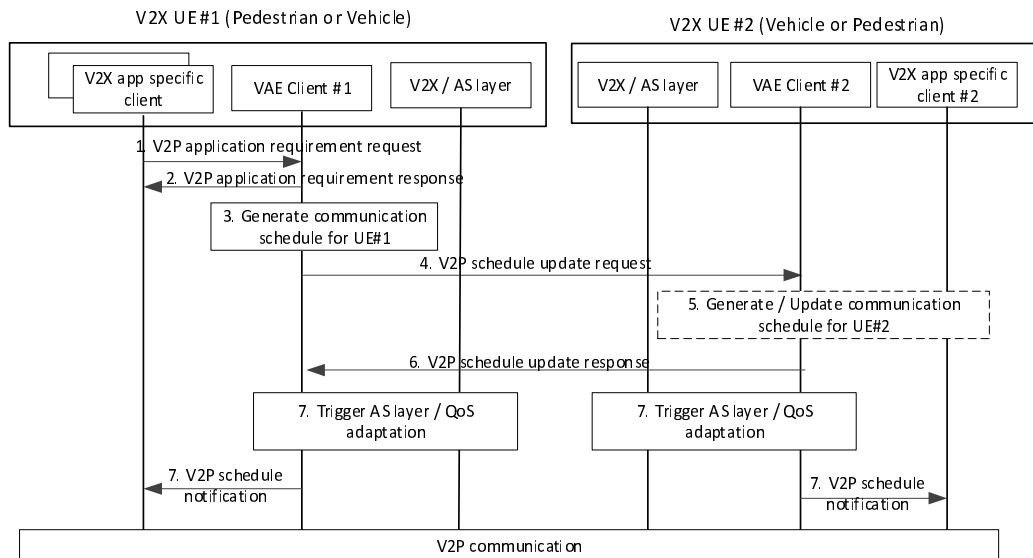 V2X UE#1 (Pedestrian or Vehicle)
V2X UE#2 (Vehicle or Pedestrian)
V2X app specific
client
VAE Client #1
V2X / AS layer
V2X / AS layer
VAE Client #2
V2X app specific
client #2
1. V2P application requirement request
2. V2P application requirement response
3. Generate communication
schedule for UE#1
4. V2P schedule update request
5. Generate / Update communication
schedule for UE#2
6. V2P schedule update response
7. Trigger AS layer / QoS
adaptation
7. Trigger AS layer / QoS
adaptation
7. V2P schedule
notification
7. V2P schedule
notification
V2P communication